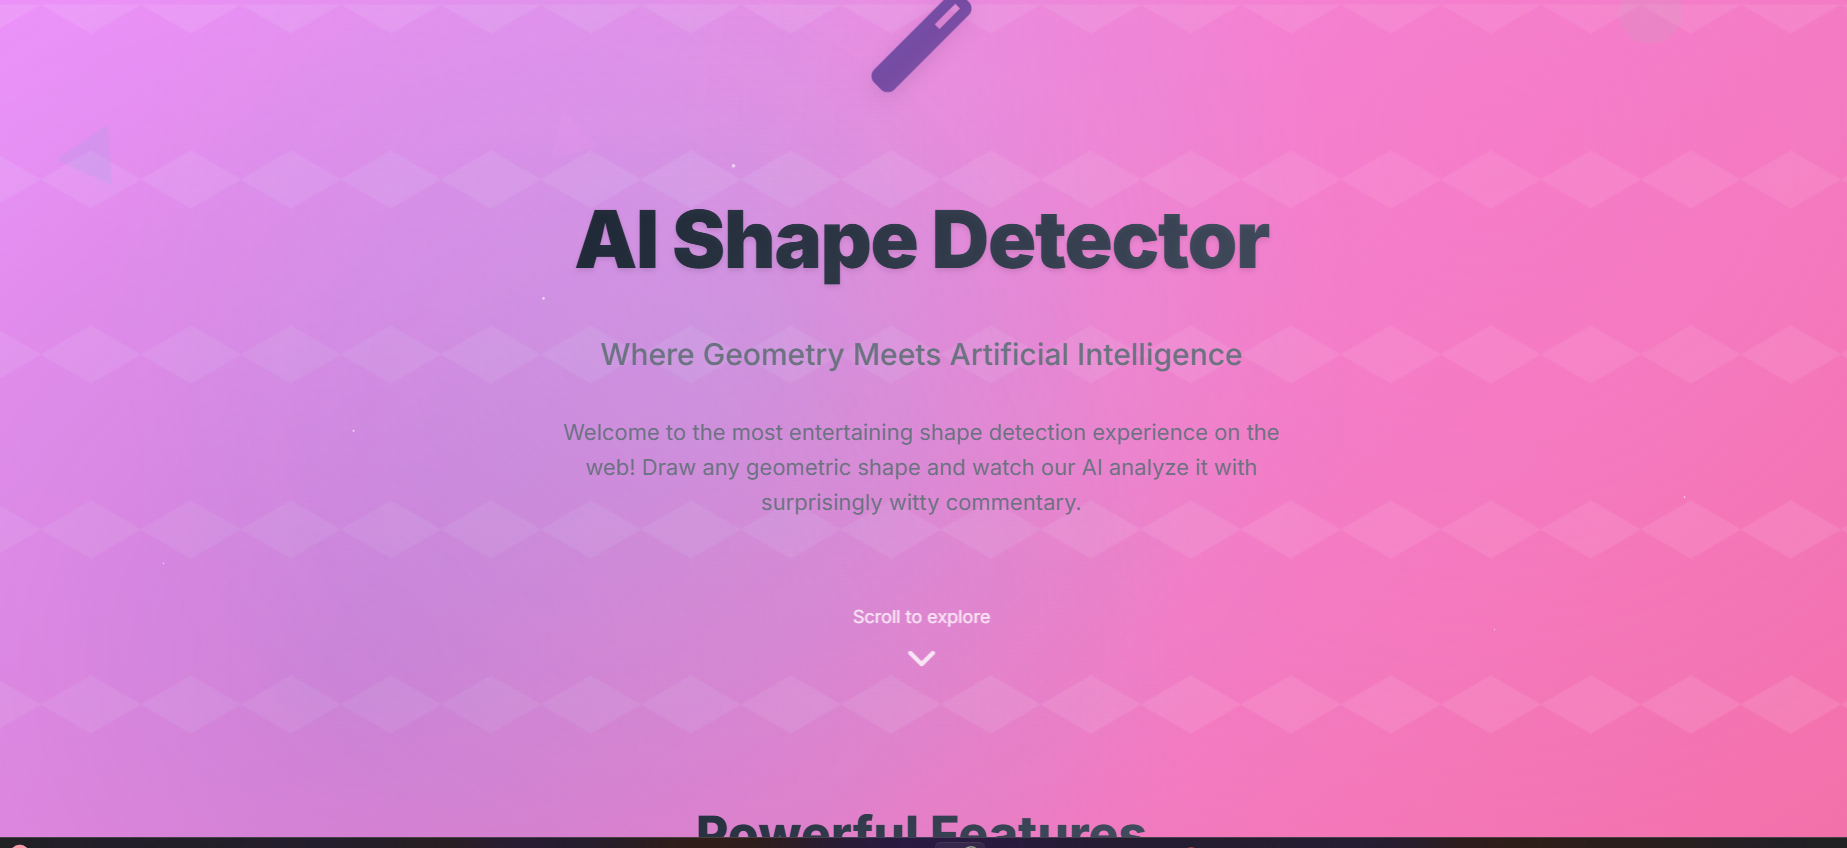 AI Shape Detector
Where Geometry Meets Artificial Intelligence
Welcome to the most entertaining shape detection experience on the
web! Draw any geometric shape and watch our AI analyze it with
surprisingly witty commentary.
Scroll to explore
Powerful Features